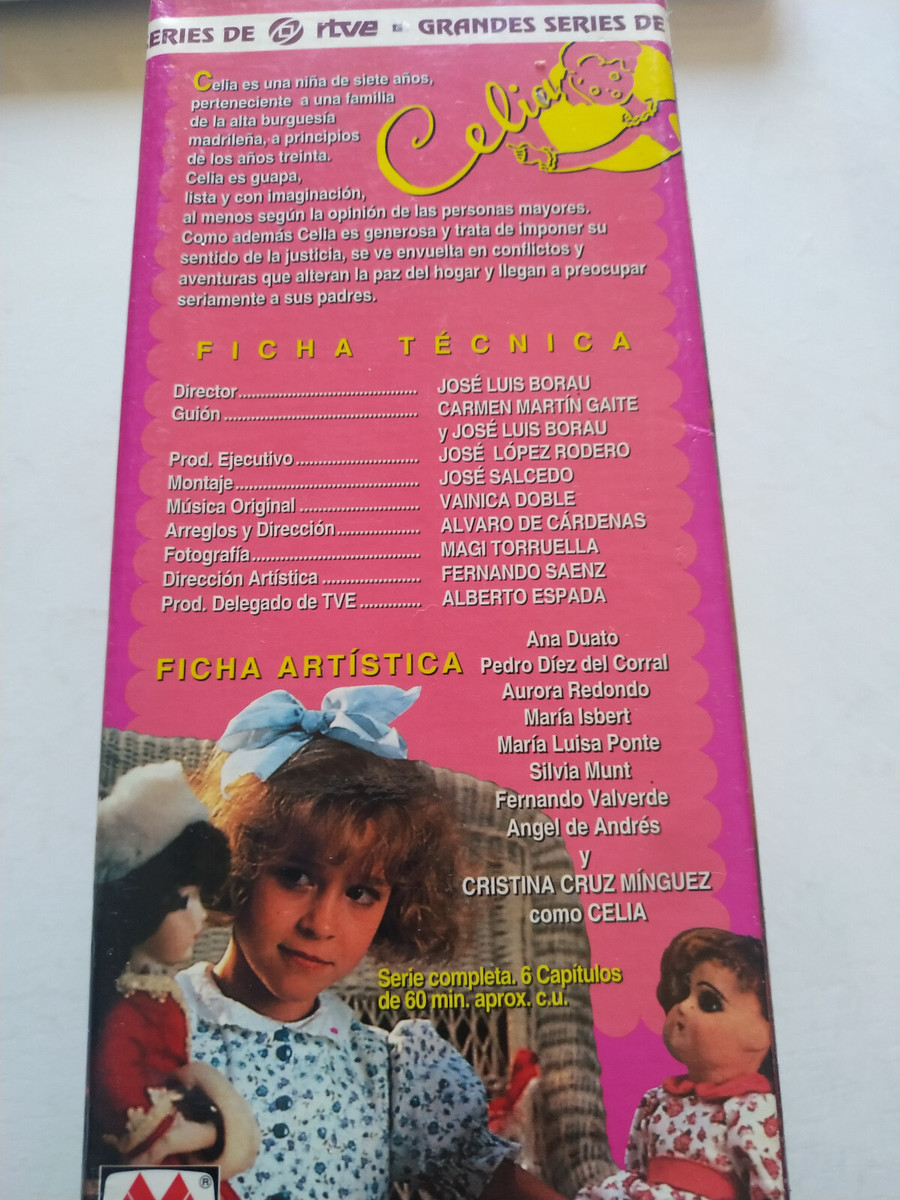 ERIES DE rtve GRANDES SERIES DE
Celia
Celia es una niña de siete años,
perteneciente a una familia
de la alta burguesía
madrileña, a principios
de los años treinta.
Celia es guapa,
lista y con imaginación,
al menos según la opinión de las personas mayores.
Como además Celia es generosa y trata de imponer su
sentido de la justicia, se ve envuelta en conflictos y
aventuras que alteran la paz del hogar y llegan a preocupar
seriamente a sus padres.
FICHA TÉCNICA
Director.......................................... JOSÉ LUIS BORAU
Guión ............................................. CARMEN MARTÍN GAITE
y JOSÉ LUIS BORAU
Prod. Ejecutivo ............................ JOSÉ LÓPEZ RODERO
Montaje.......................................... JOSÉ SALCEDO
Música Original ........................... VAINICA DOBLE
Arreglos y Dirección................... ALVARO DE CÁRDENAS
Fotografía....................................... MAGI TORRUELLA
Dirección Artística ...................... FERNANDO SAENZ
Prod. Delegado de TVE ............. ALBERTO ESPADA
FICHA ARTÍSTICA
Ana Duato
Pedro Díez del Corral
Aurora Redondo
María Isbert
María Luisa Ponte
Silvia Munt
Fernando Valverde
Angel de Andrés
y
CRISTINA CRUZ MÍNGUEZ
como CELIA
Serie completa. 6 Capítulos
de 60 min. aprox. c.u.
®